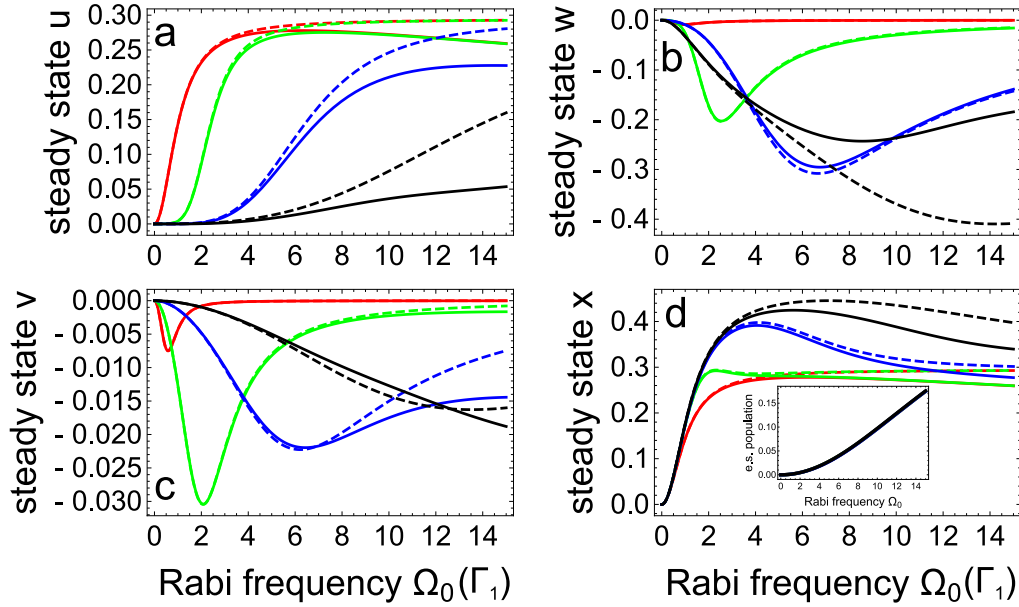 a
steady state u
0.30
0.25
0.20
0.15
0.10
0.05
0.00
0 2 4 6 8 10 12 14
b
steady state w
0.0
- 0.1
- 0.2
- 0.3
- 0.4
0 2 4 6 8 10 12 14
c
steady state v
0.000
- 0.005
- 0.010
- 0.015
- 0.020
- 0.025
- 0.030
0 2 4 6 8 10 12 14
Rabi frequency Ω₀(Γ₁)
d
steady state x
0.4
0.3
0.2
0.1
0.0
0 2 4 6 8 10 12 14
Rabi frequency Ω₀(Γ₁)
e.s. population
0.15
0.10
0.05
0.00
0 2 4 6 8 10 12 14
Rabi frequency Ω₀